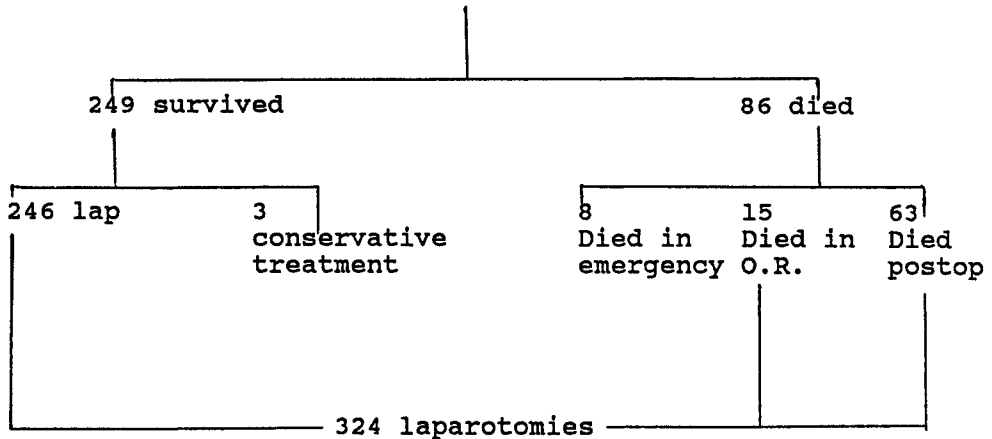 249 survived 86 died
246 lap 3 8 15 63
conservative Died in Died in Died
treatment emergency O.R. postop
324 laparotomies